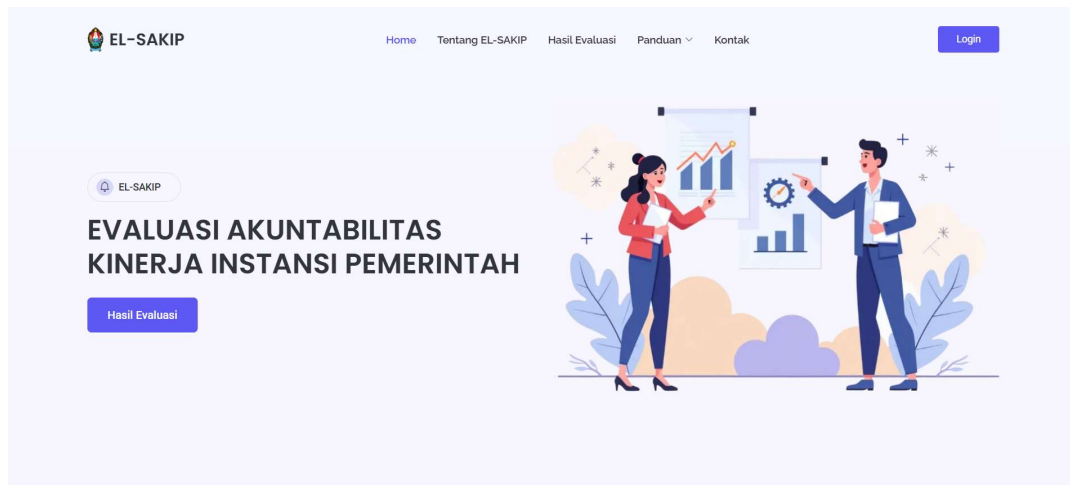 EL-SAKIP
Home Tentang EL-SAKIP Hasil Evaluasi Panduan Kontak
Login
EL-SAKIP
EVALUASI AKUNTABILITAS
KINERJA INSTANSI PEMERINTAH
Hasil Evaluasi